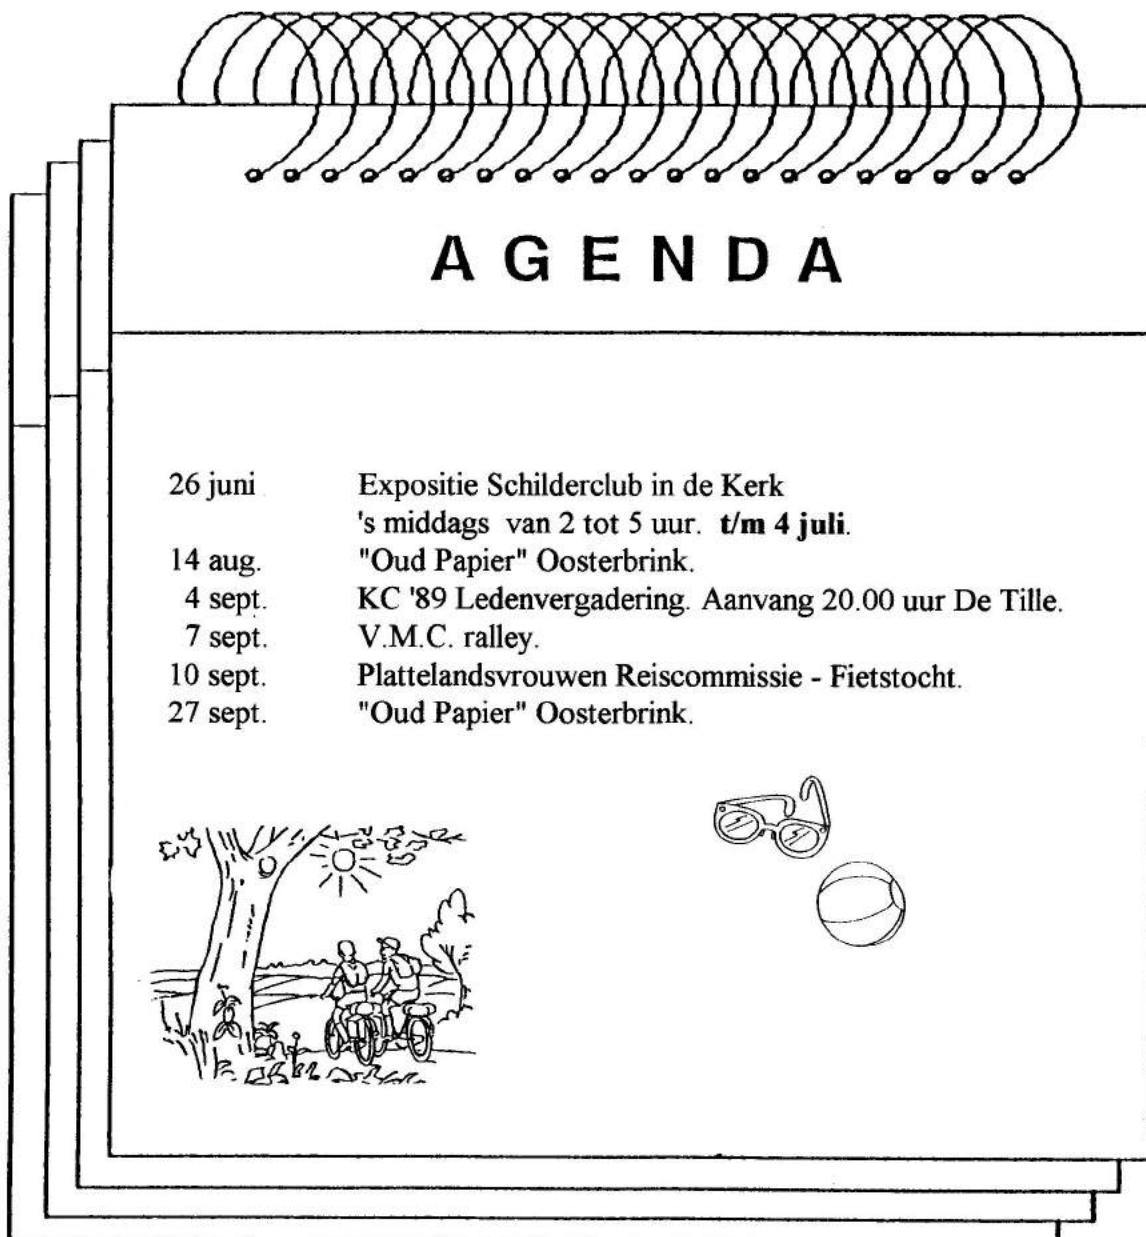 AGENDA
26 juni Expositie Schilderclub in de Kerk
's middags van 2 tot 5 uur. t/m 4 juli.
14 aug. "Oud Papier" Oosterbrink.
4 sept. KC '89 Ledenvergadering. Aanvang 20.00 uur De Tille.
7 sept. V.M.C. ralley.
10 sept. Plattelandsvrouwen Reiscommissie - Fietstocht.
27 sept. "Oud Papier" Oosterbrink.